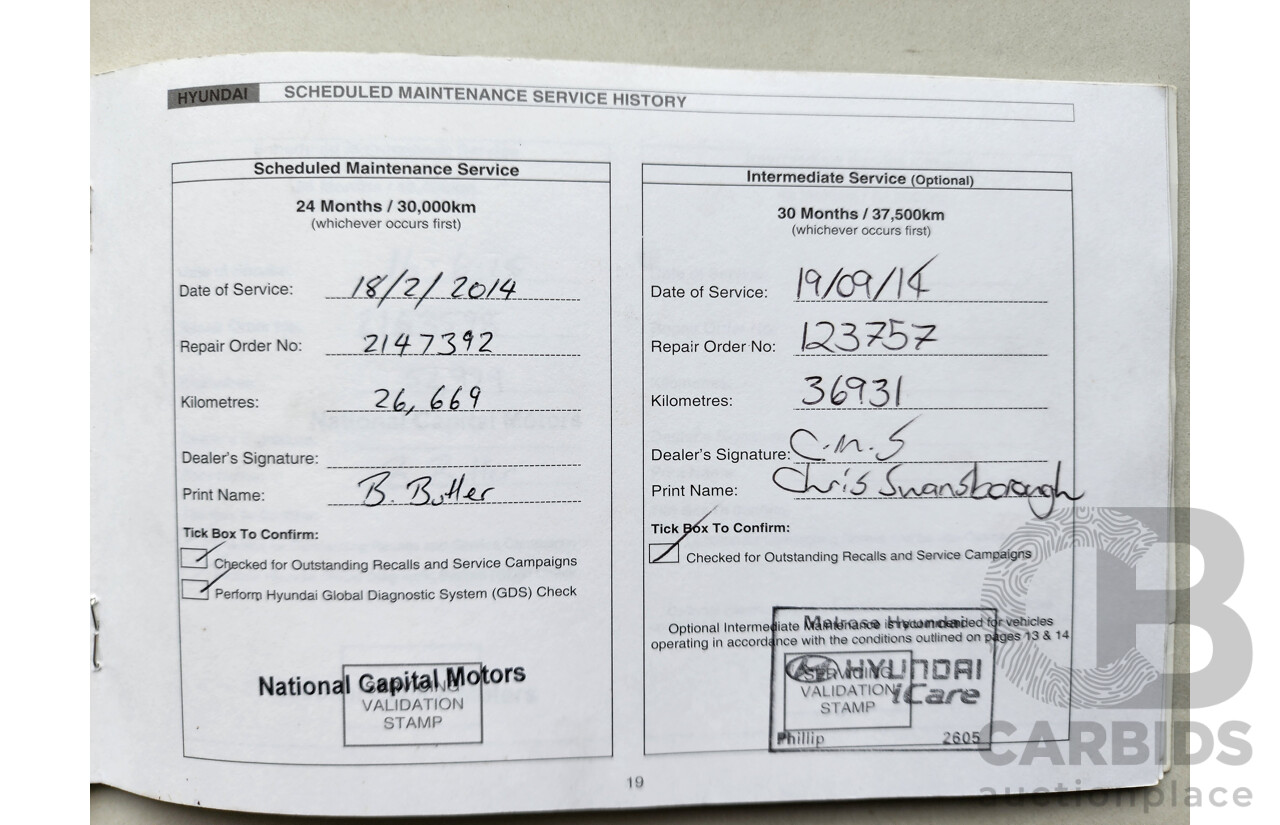 HYUNDAI SCHEDULED MAINTENANCE SERVICE HISTORY
Scheduled Maintenance Service
24 Months / 30,000km
(whichever occurs first)
Date of Service: 18/2/2014
Repair Order No: 2147392
Kilometres: 26,669
Dealer's Signature:
Print Name: B. Butler
Tick Box To Confirm:
Checked for Outstanding Recalls and Service Campaigns
Perform Hyundai Global Diagnostic System (GDS) Check
National Capital Motors
SERVICING
VALIDATION
STAMP
Intermediate Service (Optional)
30 Months / 37,500km
(whichever occurs first)
Date of Service: 19/09/14
Repair Order No: 123757
Kilometres: 36931
Dealer's Signature: C.M.S
Print Name: Chris Swansborough
Tick Box To Confirm:
Checked for Outstanding Recalls and Service Campaigns
Optional Intermediate Maintenance is recommended for vehicles
operating in accordance with the conditions outlined on pages 13 & 14
Melrose Hyundai
HYUNDAI
iCare
SERVICING
VALIDATION
STAMP
Phillip 2605
19
CB
CARBIDS
auctionplace